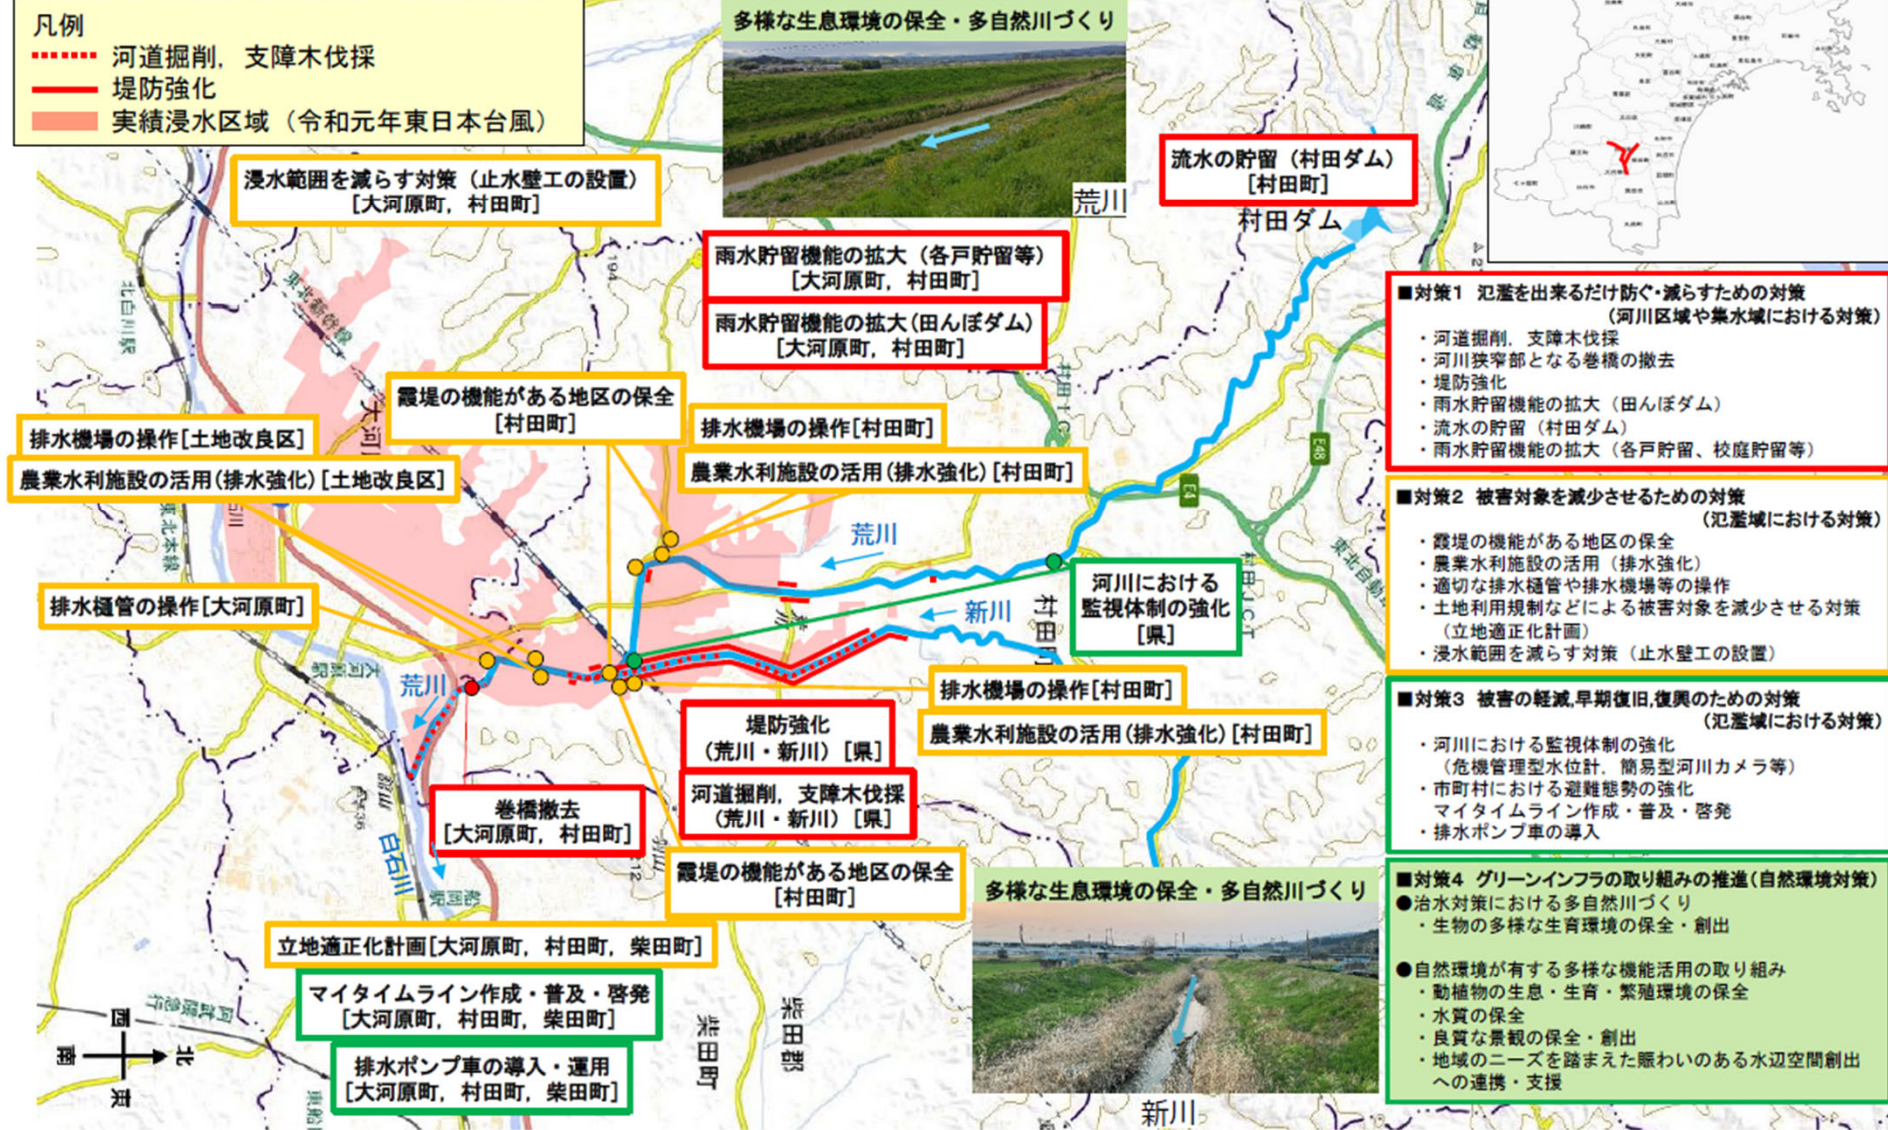 凡例
河道掘削，支障木伐採
堤防強化
実績浸水区域（令和元年東日本台風）
多様な生息環境の保全・多自然川づくり
荒川
浸水範囲を減らす対策（止水壁工の設置）
[大河原町，村田町]
流水の貯留（村田ダム）
[村田町]
村田ダム
雨水貯留機能の拡大（各戸貯留等）
[大河原町，村田町]
雨水貯留機能の拡大(田んぼダム)
[大河原町，村田町]
霞堤の機能がある地区の保全
[村田町]
排水機場の操作[土地改良区]
農業水利施設の活用(排水強化)[土地改良区]
排水機場の操作[村田町]
農業水利施設の活用(排水強化)[村田町]
排水樋管の操作[大河原町]
荒川
新川
荒川
河川における
監視体制の強化
[県]
排水機場の操作[村田町]
農業水利施設の活用(排水強化)[村田町]
堤防強化
（荒川・新川）[県]
河道掘削，支障木伐採
（荒川・新川）[県]
巻橋撤去
[大河原町，村田町]
霞堤の機能がある地区の保全
[村田町]
立地適正化計画[大河原町，村田町，柴田町]
マイタイムライン作成・普及・啓発
[大河原町，村田町，柴田町]
排水ポンプ車の導入・運用
[大河原町，村田町，柴田町]
多様な生息環境の保全・多自然川づくり
新川
北白川駅
東北新幹線
東北本線
大河原駅
白石川
船岡駅
阿武隈急行
柴田町
柴田郡
村田町
村田IC
村田JCT
E4
E48
194
212
西
南
北
東
■対策1　氾濫を出来るだけ防ぐ・減らすための対策
（河川区域や集水域における対策）
・河道掘削，支障木伐採
・河川狭窄部となる巻橋の撤去
・堤防強化
・雨水貯留機能の拡大（田んぼダム）
・流水の貯留（村田ダム）
・雨水貯留機能の拡大（各戸貯留、校庭貯留等）
■対策2　被害対象を減少させるための対策
（氾濫域における対策）
・霞堤の機能がある地区の保全
・農業水利施設の活用（排水強化）
・適切な排水樋管や排水機場等の操作
・土地利用規制などによる被害対象を減少させる対策
（立地適正化計画）
・浸水範囲を減らす対策（止水壁工の設置）
■対策3　被害の軽減,早期復旧,復興のための対策
（氾濫域における対策）
・河川における監視体制の強化
（危機管理型水位計，簡易型河川カメラ等）
・市町村における避難態勢の強化
マイタイムライン作成・普及・啓発
・排水ポンプ車の導入
■対策4　グリーンインフラの取り組みの推進(自然環境対策)
●治水対策における多自然川づくり
・生物の多様な生育環境の保全・創出
●自然環境が有する多様な機能活用の取り組み
・動植物の生息・生育・繁殖環境の保全
・水質の保全
・良質な景観の保全・創出
・地域のニーズを踏まえた賑わいのある水辺空間創出
への連携・支援